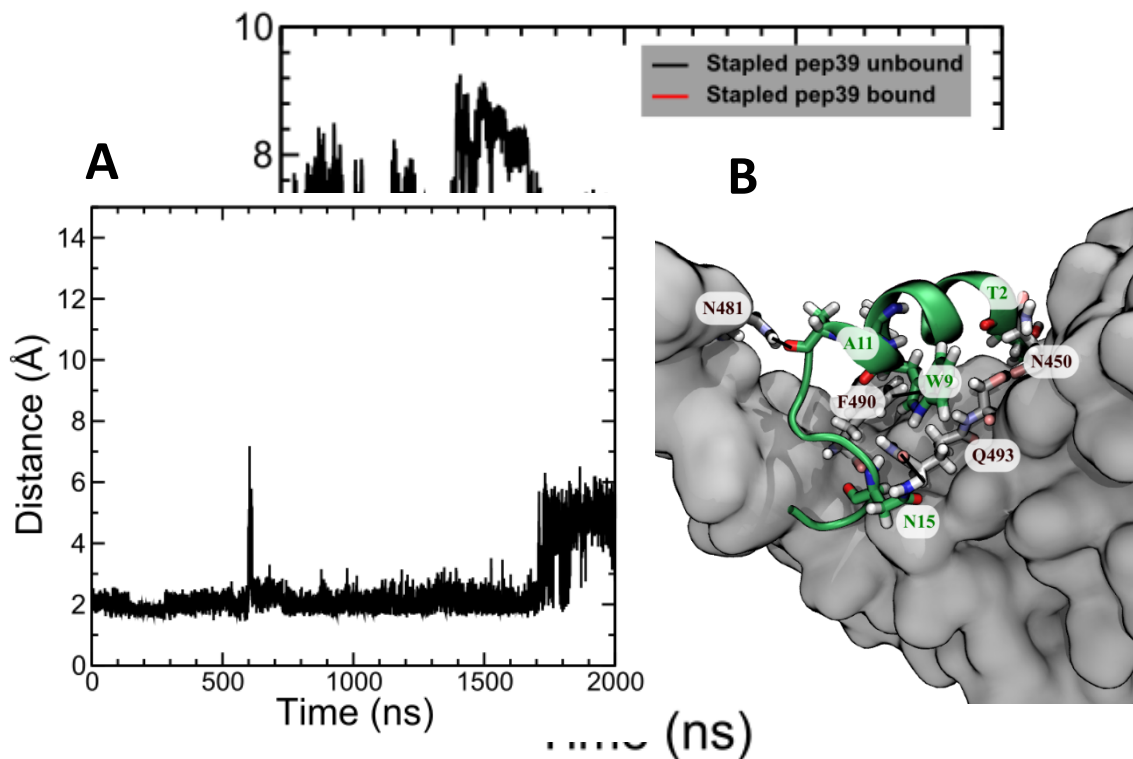 10
Stapled pep39 unbound
Stapled pep39 bound
8
A
B
14
12
10
8
6
4
2
0
Distance (Å)
0 500 1000 1500 2000
Time (ns)
(ns)
N481
A11
T2
W9
N450
F490
Q493
N15